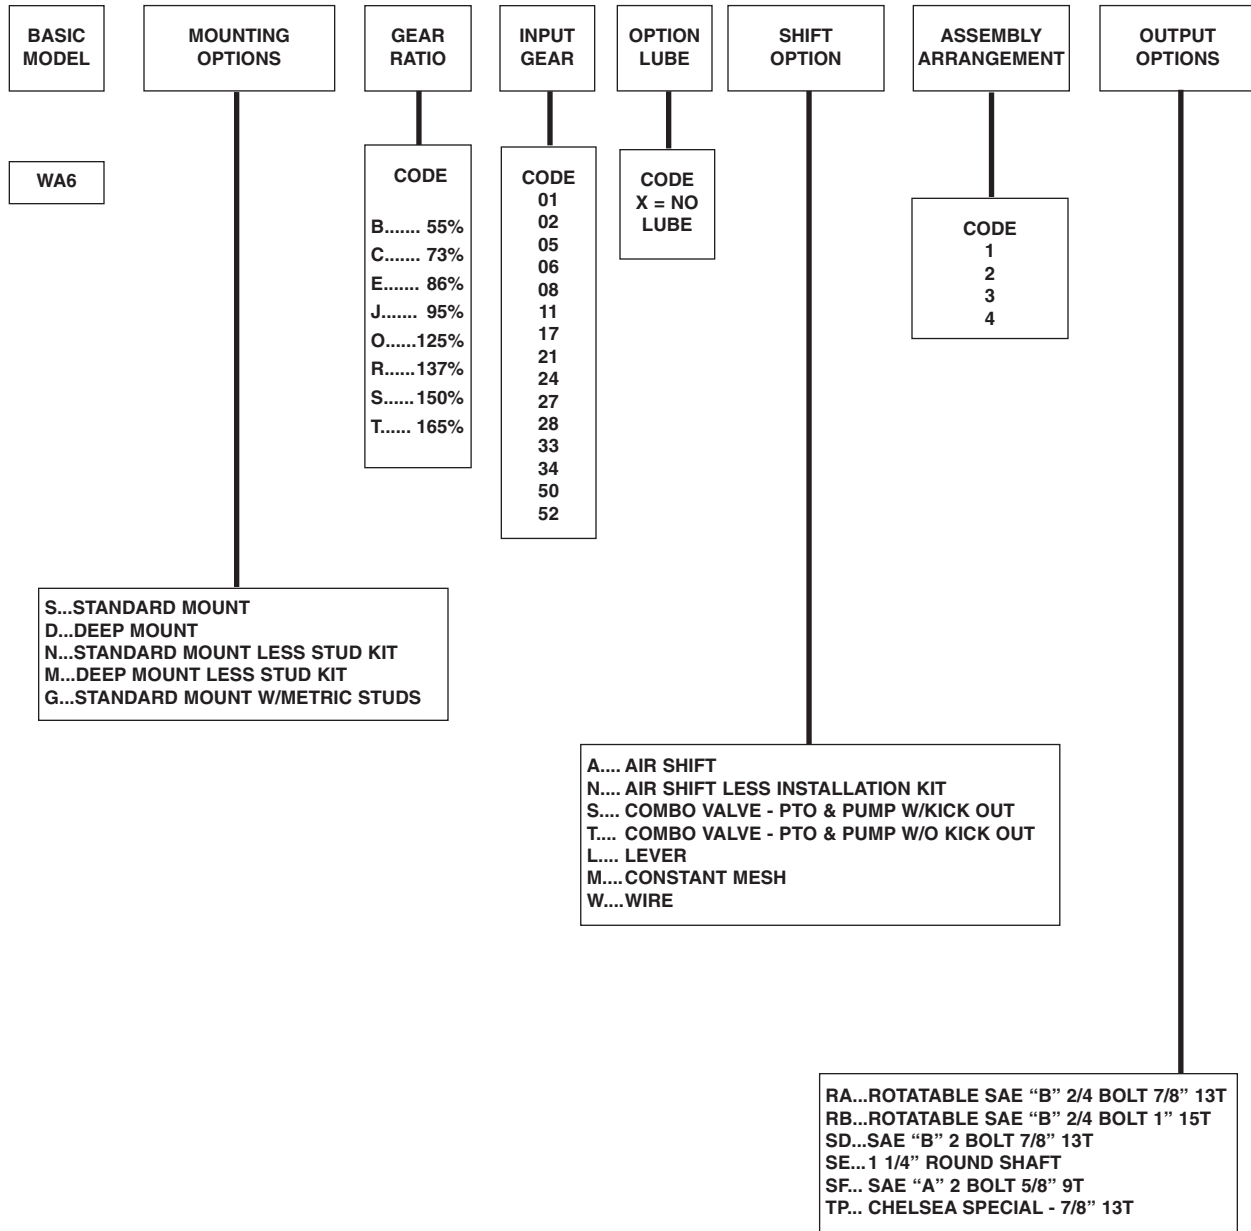 BASIC
MODEL
MOUNTING
OPTIONS
GEAR
RATIO
INPUT
GEAR
OPTION
LUBE
SHIFT
OPTION
ASSEMBLY
ARRANGEMENT
OUTPUT
OPTIONS
WA6
CODE
B....... 55%
C....... 73%
E....... 86%
J....... 95%
O......125%
R......137%
S......150%
T...... 165%
CODE
01
02
05
06
08
11
17
21
24
27
28
33
34
50
52
CODE
X = NO
LUBE
CODE
1
2
3
4
S...STANDARD MOUNT
D...DEEP MOUNT
N...STANDARD MOUNT LESS STUD KIT
M...DEEP MOUNT LESS STUD KIT
G...STANDARD MOUNT W/METRIC STUDS
A.... AIR SHIFT
N.... AIR SHIFT LESS INSTALLATION KIT
S.... COMBO VALVE - PTO & PUMP W/KICK OUT
T.... COMBO VALVE - PTO & PUMP W/O KICK OUT
L.... LEVER
M....CONSTANT MESH
W....WIRE
RA...ROTATABLE SAE “B” 2/4 BOLT 7/8” 13T
RB...ROTATABLE SAE “B” 2/4 BOLT 1” 15T
SD...SAE “B” 2 BOLT 7/8” 13T
SE...1 1/4” ROUND SHAFT
SF... SAE “A” 2 BOLT 5/8” 9T
TP... CHELSEA SPECIAL - 7/8” 13T